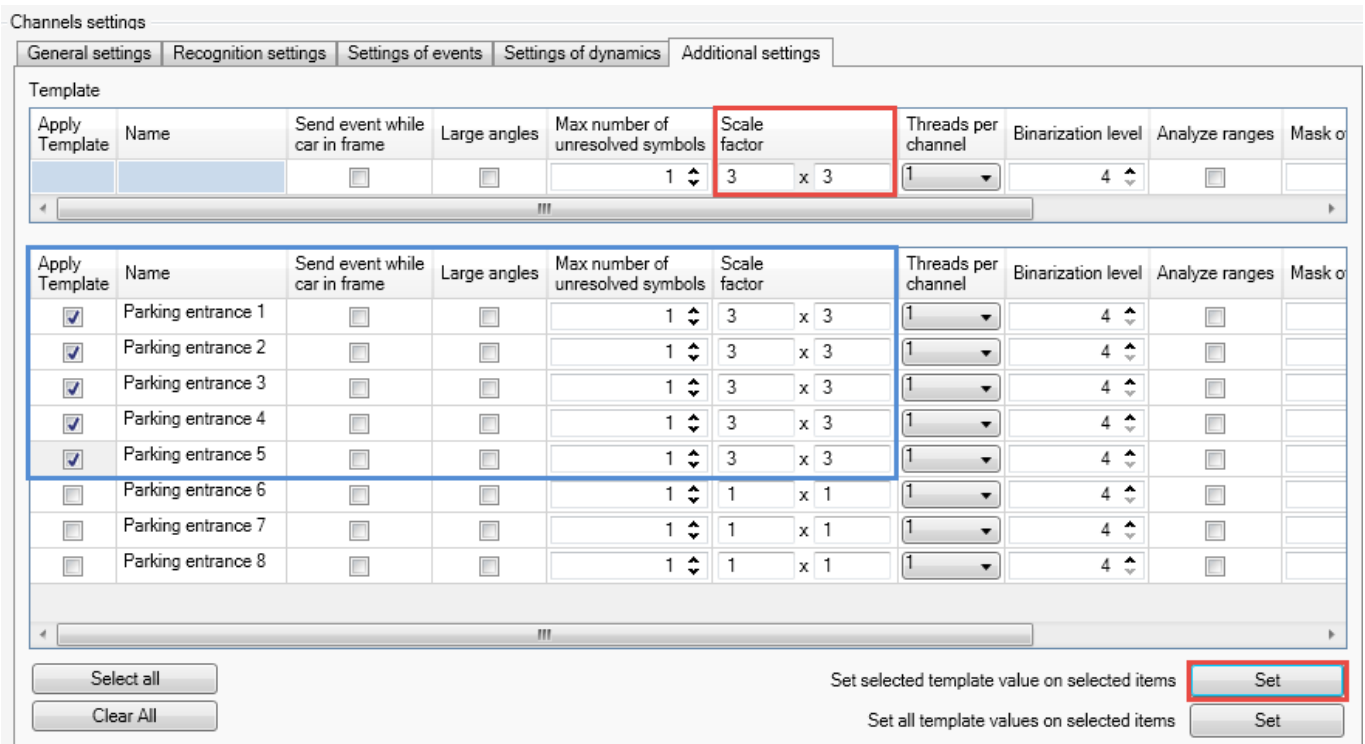 Channels settings
General settings Recognition settings Settings of events Settings of dynamics Additional settings
Template
Apply Template Name Send event while car in frame Large angles Max number of unresolved symbols Scale factor Threads per channel Binarization level Analyze ranges Mask o
1 3 x 3 1 4
Apply Template Name Send event while car in frame Large angles Max number of unresolved symbols Scale factor Threads per channel Binarization level Analyze ranges Mask o
Parking entrance 1 1 3 x 3 1 4
Parking entrance 2 1 3 x 3 1 4
Parking entrance 3 1 3 x 3 1 4
Parking entrance 4 1 3 x 3 1 4
Parking entrance 5 1 3 x 3 1 4
Parking entrance 6 1 1 x 1 1 4
Parking entrance 7 1 1 x 1 1 4
Parking entrance 8 1 1 x 1 1 4
Select all Set selected template value on selected items Set
Clear All Set all template values on selected items Set